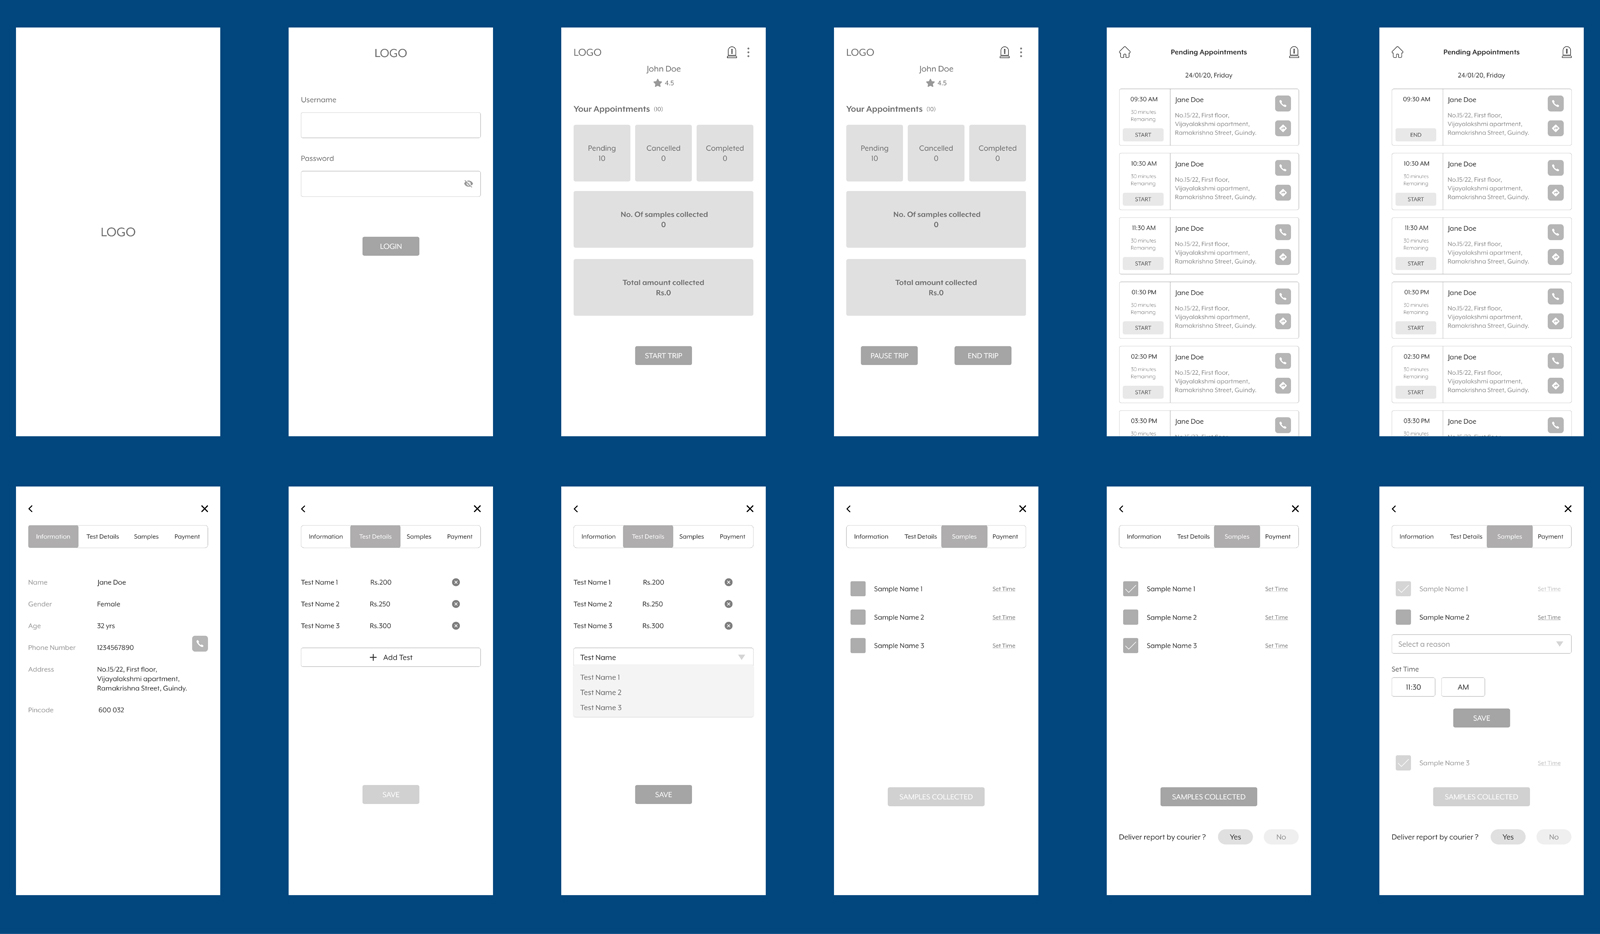 LOGO
LOGO
Username
Password
LOGIN
LOGO
John Doe
4.5
Your Appointments (10)
Pending
10
Cancelled
0
Completed
0
No. Of samples collected
0
Total amount collected
Rs.0
START TRIP
LOGO
John Doe
4.5
Your Appointments (10)
Pending
10
Cancelled
0
Completed
0
No. Of samples collected
0
Total amount collected
Rs.0
PAUSE TRIP
END TRIP
Pending Appointments
24/01/20, Friday
09:30 AM
30 minutes
Remaining
START
Jane Doe
No.15/22, First floor,
Vijayalakshmi apartment,
Ramakrishna Street, Guindy.
10:30 AM
30 minutes
Remaining
START
Jane Doe
No.15/22, First floor,
Vijayalakshmi apartment,
Ramakrishna Street, Guindy.
11:30 AM
30 minutes
Remaining
START
Jane Doe
No.15/22, First floor,
Vijayalakshmi apartment,
Ramakrishna Street, Guindy.
01:30 PM
30 minutes
Remaining
START
Jane Doe
No.15/22, First floor,
Vijayalakshmi apartment,
Ramakrishna Street, Guindy.
02:30 PM
30 minutes
Remaining
START
Jane Doe
No.15/22, First floor,
Vijayalakshmi apartment,
Ramakrishna Street, Guindy.
03:30 PM
30 minutes
Jane Doe
No.15/22, First floor,
Pending Appointments
24/01/20, Friday
09:30 AM
END
Jane Doe
No.15/22, First floor,
Vijayalakshmi apartment,
Ramakrishna Street, Guindy.
10:30 AM
30 minutes
Remaining
START
Jane Doe
No.15/22, First floor,
Vijayalakshmi apartment,
Ramakrishna Street, Guindy.
11:30 AM
30 minutes
Remaining
START
Jane Doe
No.15/22, First floor,
Vijayalakshmi apartment,
Ramakrishna Street, Guindy.
01:30 PM
30 minutes
Remaining
START
Jane Doe
No.15/22, First floor,
Vijayalakshmi apartment,
Ramakrishna Street, Guindy.
02:30 PM
30 minutes
Remaining
START
Jane Doe
No.15/22, First floor,
Vijayalakshmi apartment,
Ramakrishna Street, Guindy.
03:30 PM
30 minutes
Jane Doe
No.15/22, First floor,
Information Test Details Samples Payment
Name Jane Doe
Gender Female
Age 32 yrs
Phone Number 1234567890
Address No.15/22, First floor,
Vijayalakshmi apartment,
Ramakrishna Street, Guindy.
Pincode 600 032
Information Test Details Samples Payment
Test Name 1 Rs.200
Test Name 2 Rs.250
Test Name 3 Rs.300
+ Add Test
SAVE
Information Test Details Samples Payment
Test Name 1 Rs.200
Test Name 2 Rs.250
Test Name 3 Rs.300
Test Name
Test Name 1
Test Name 2
Test Name 3
SAVE
Information Test Details Samples Payment
Sample Name 1 Set Time
Sample Name 2 Set Time
Sample Name 3 Set Time
SAMPLES COLLECTED
Information Test Details Samples Payment
Sample Name 1 Set Time
Sample Name 2 Set Time
Sample Name 3 Set Time
SAMPLES COLLECTED
Deliver report by courier ? Yes No
Information Test Details Samples Payment
Sample Name 1 Set Time
Sample Name 2 Set Time
Select a reason
Set Time
11:30 AM
SAVE
Sample Name 3 Set Time
SAMPLES COLLECTED
Deliver report by courier ? Yes No